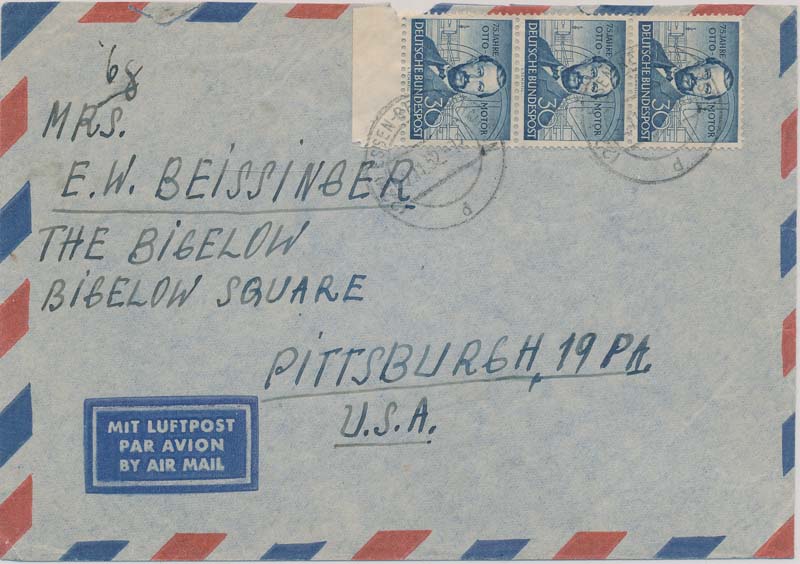 '68
MRS.
E.W. BEISSINGER
THE BIGELOW
BIGELOW SQUARE
PITTSBURGH, 19 PA.
U.S.A.
MIT LUFTPOST
PAR AVION
BY AIR MAIL
75 JAHRE
OTTO-
MOTOR
30
DEUTSCHE BUNDESPOST
75 JAHRE
OTTO-
MOTOR
30
DEUTSCHE BUNDESPOST
75 JAHRE
OTTO-
MOTOR
30
DEUTSCHE BUNDESPOST